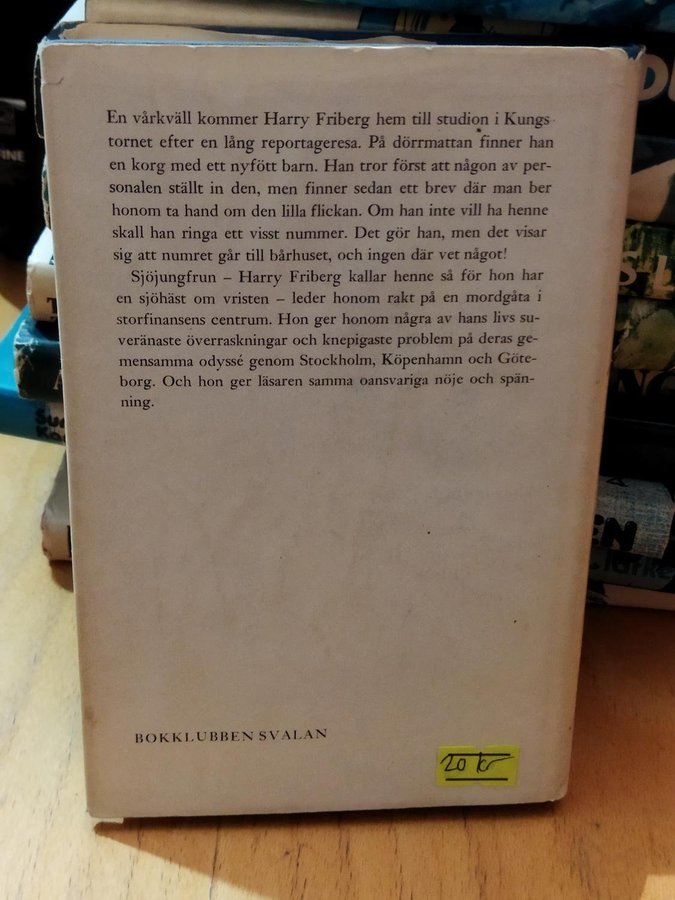 En vårkväll kommer Harry Friberg hem till studion i Kungs
tornet efter en lång reportageresa. På dörrmattan finner han
en korg med ett nyfött barn. Han tror först att någon av per-
sonalen ställt in den, men finner sedan ett brev där man ber
honom ta hand om den lilla flickan. Om han inte vill ha henne
skall han ringa ett visst nummer. Det gör han, men det visar
sig att numret går till bårhuset, och ingen där vet något!
Sjöjungfrun – Harry Friberg kallar henne så för hon har
en sjöhäst om vristen – leder honom rakt på en mordgåta i
storfinansens centrum. Hon ger honom några av hans livs su-
veränaste överraskningar och knepigaste problem på deras ge-
mensamma odyssé genom Stockholm, Köpenhamn och Göte-
borg. Och hon ger läsaren samma oansvariga nöje och spän-
ning.
BOKKLUBBEN SVALAN
20 kr